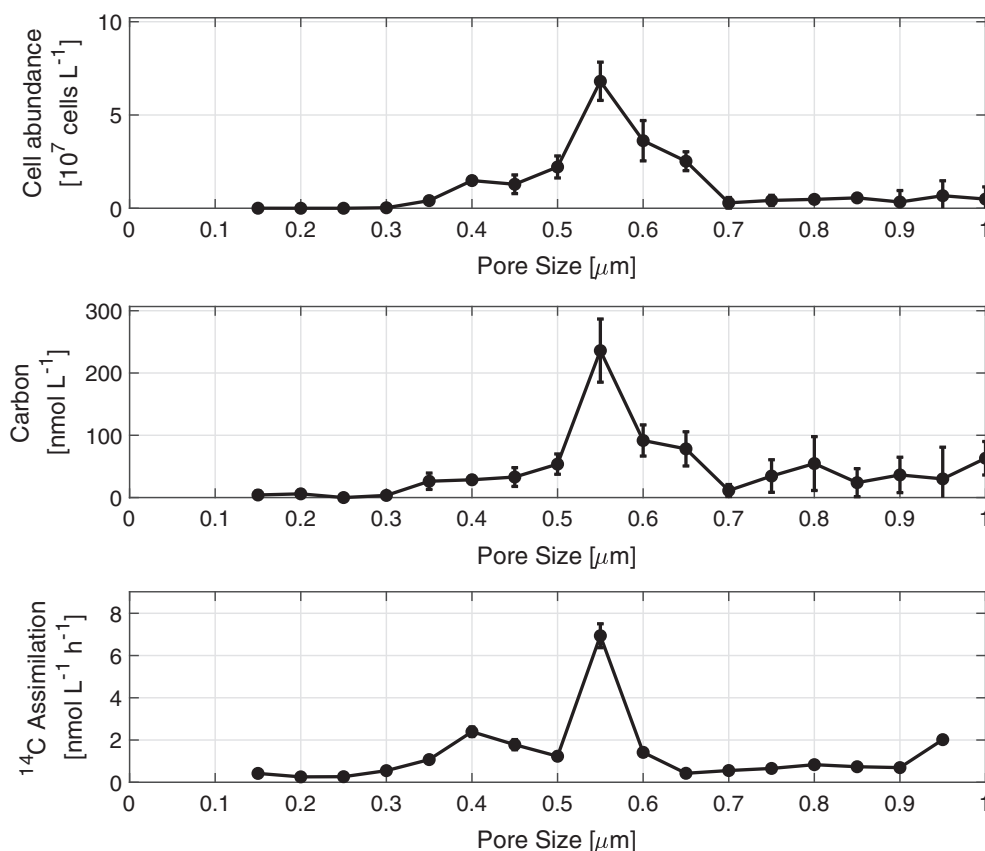 Cell abundance
[10⁷ cells L⁻¹]
10
5
0
0 0.1 0.2 0.3 0.4 0.5 0.6 0.7 0.8 0.9 1
Pore Size [μm]
Carbon
[nmol L⁻¹]
300
200
100
0
0 0.1 0.2 0.3 0.4 0.5 0.6 0.7 0.8 0.9 1
Pore Size [μm]
¹⁴C Assimilation
[nmol L⁻¹ h⁻¹]
8
6
4
2
0
0 0.1 0.2 0.3 0.4 0.5 0.6 0.7 0.8 0.9 1
Pore Size [μm]